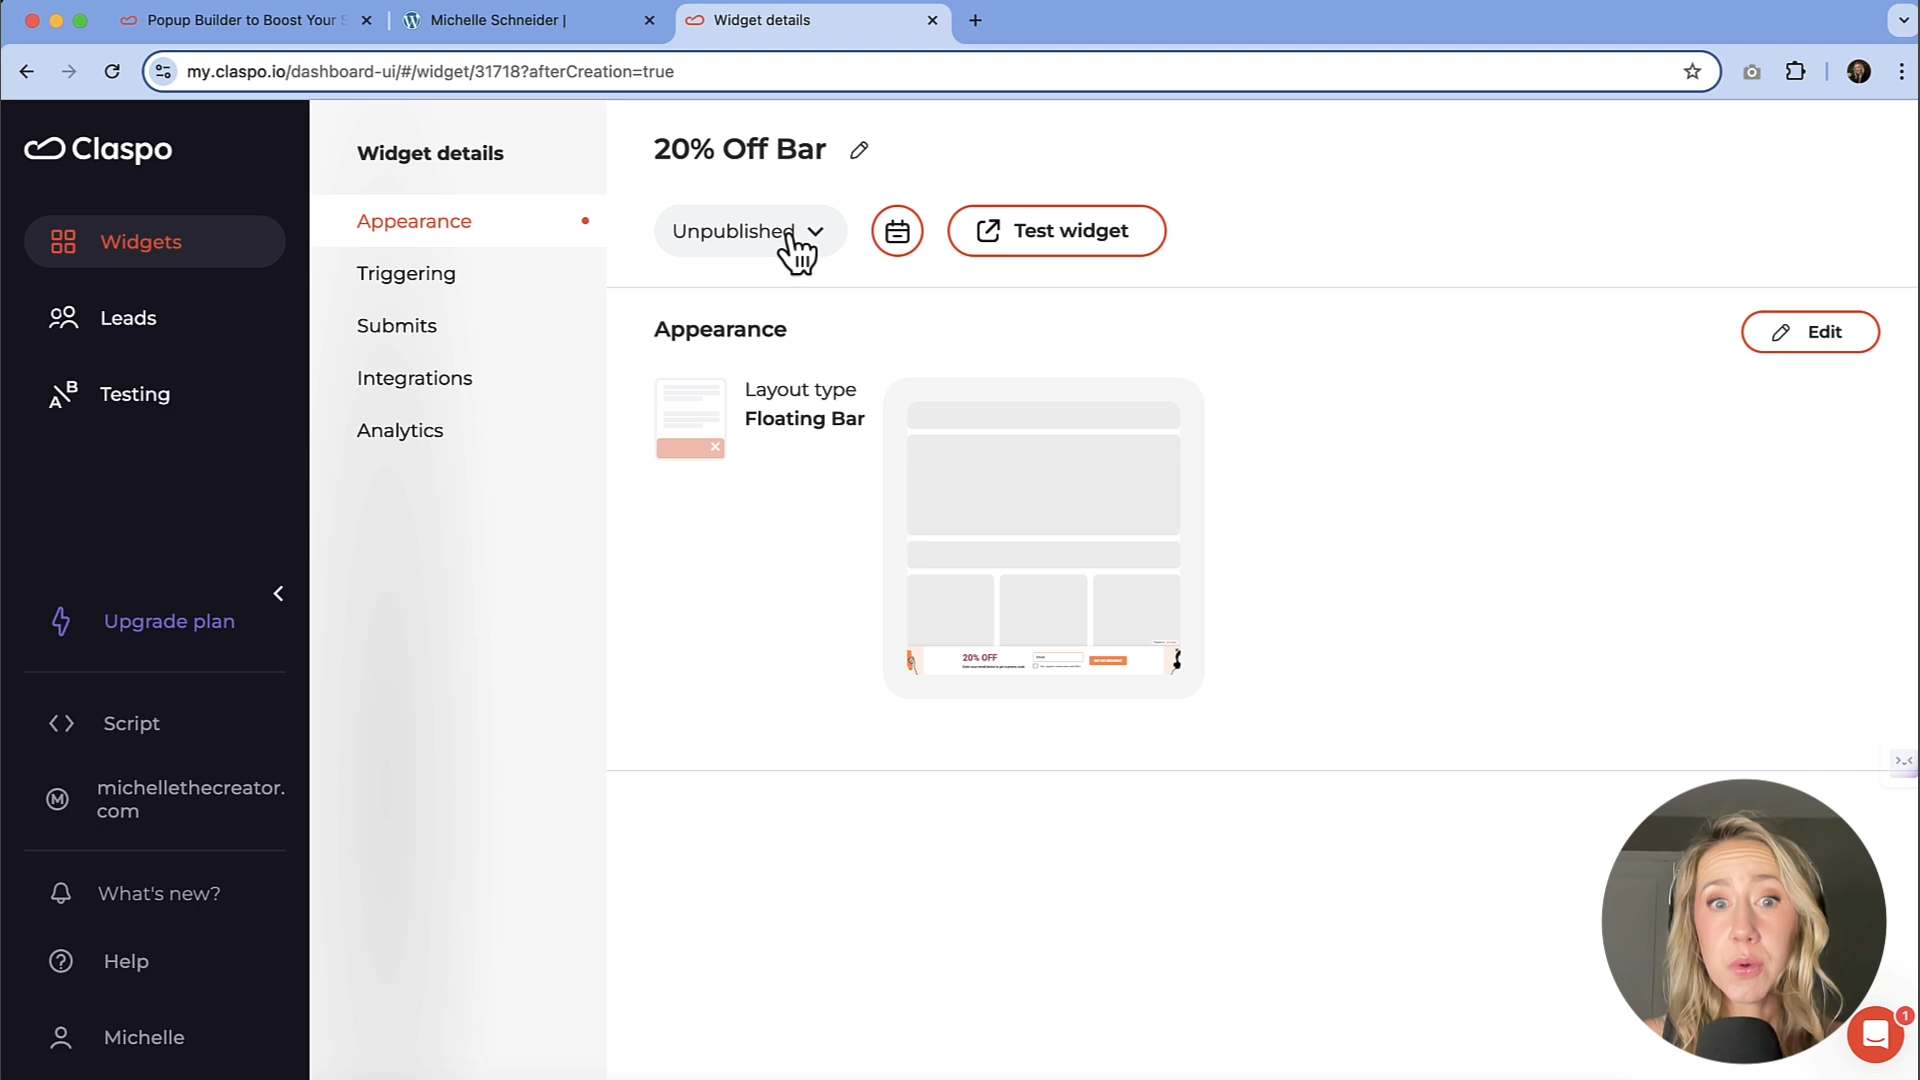 Popup Builder to Boost Your S
Michelle Schneider |
Widget details
my.claspo.io/dashboard-ui/#/widget/31718?afterCreation=true
Claspo
Widgets
Leads
A B
Testing
Upgrade plan
Script
M
michellethecreator.
com
What's new?
Help
Michelle
Widget details
Appearance
Triggering
Submits
Integrations
Analytics
20% Off Bar
Unpublished
Test widget
Appearance
Edit
Layout type
Floating Bar
20% OFF
Email
1